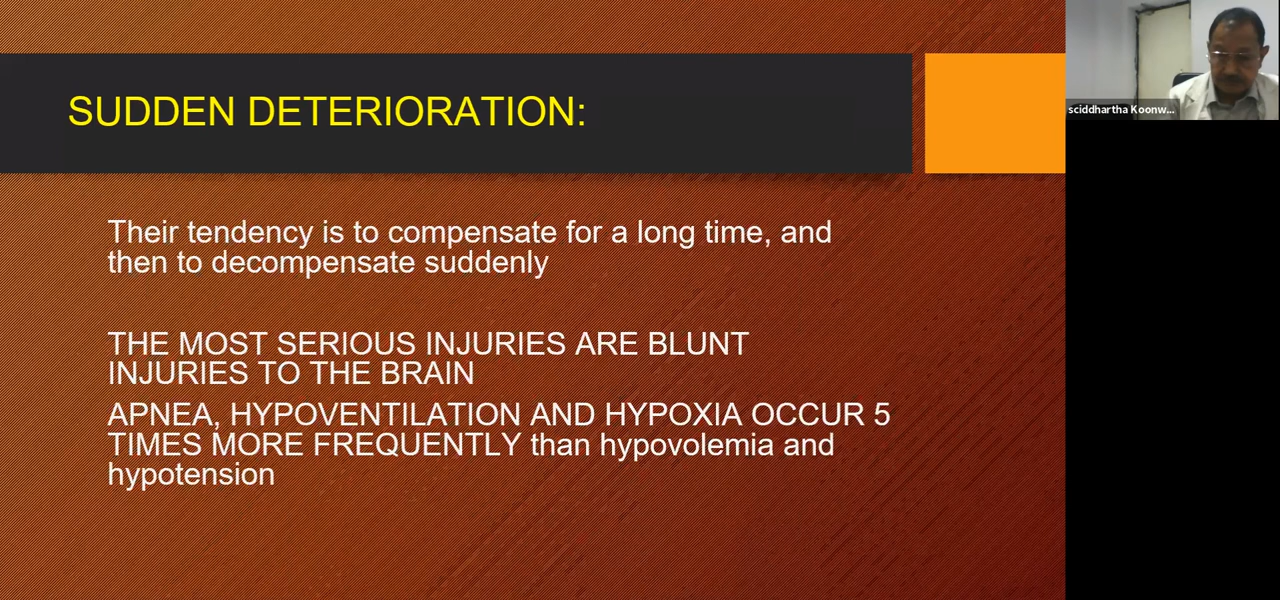 SUDDEN DETERIORATION:
sciddhartha Koonw...
Their tendency is to compensate for a long time, and
then to decompensate suddenly
THE MOST SERIOUS INJURIES ARE BLUNT
INJURIES TO THE BRAIN
APNEA, HYPOVENTILATION AND HYPOXIA OCCUR 5
TIMES MORE FREQUENTLY than hypovolemia and
hypotension